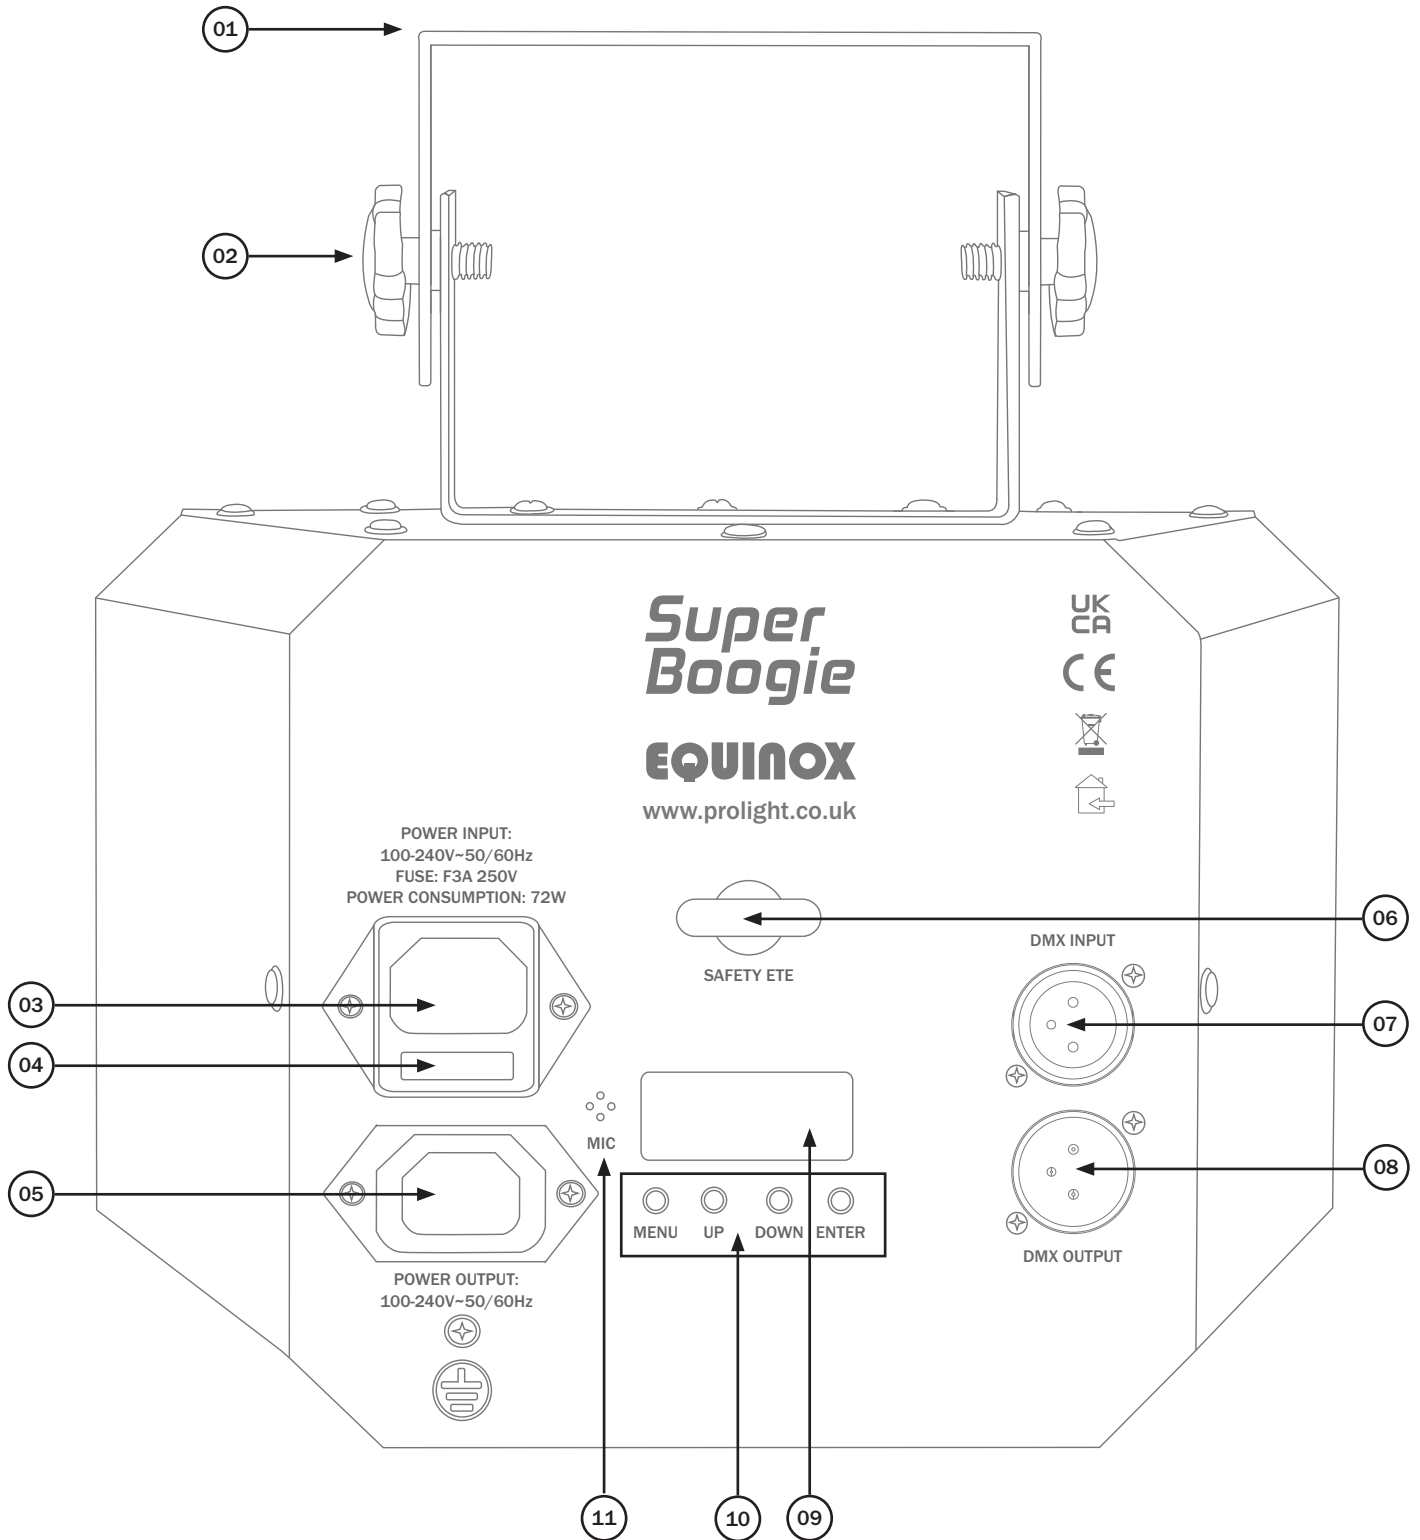 01
02
Super
Boogie
EQUINOX
www.prolight.co.uk
UK
CA
CE
POWER INPUT:
100-240V~50/60Hz
FUSE: F3A 250V
POWER CONSUMPTION: 72W
06
SAFETY ETE
DMX INPUT
03
07
04
MIC
05
08
MENU UP DOWN ENTER
DMX OUTPUT
POWER OUTPUT:
100-240V~50/60Hz
11
10
09